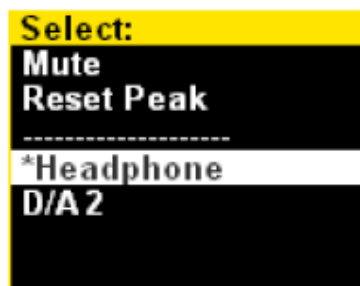 Select:
Mute
Reset Peak
--------------------
*Headphone
D/A 2